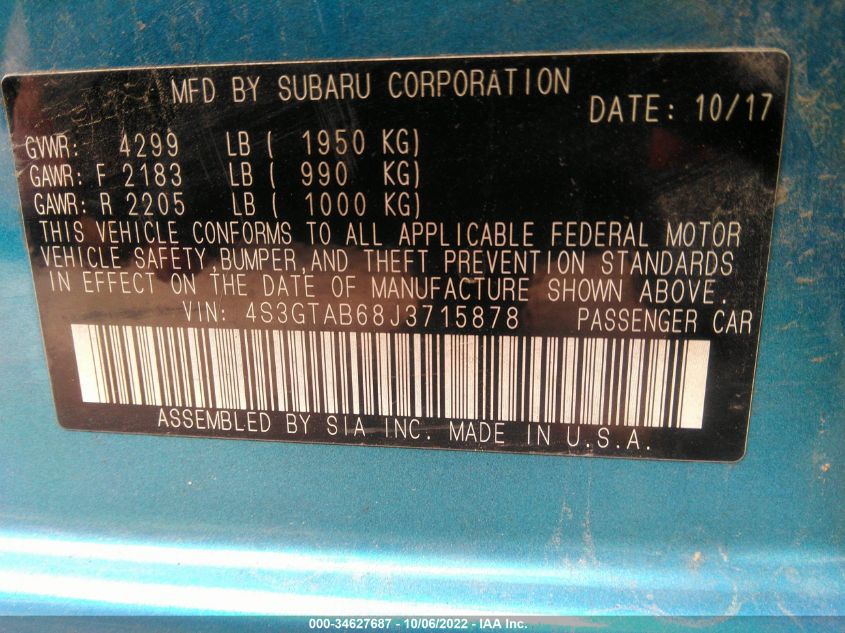 MFD BY SUBARU CORPORATION
DATE: 10/17
GVWR: 4299 LB ( 1950 KG)
GAWR: F 2183 LB ( 990 KG)
GAWR: R 2205 LB ( 1000 KG)
THIS VEHICLE CONFORMS TO ALL APPLICABLE FEDERAL MOTOR
VEHICLE SAFETY,BUMPER,AND THEFT PREVENTION STANDARDS
IN EFFECT ON THE DATE OF MANUFACTURE SHOWN ABOVE.
VIN: 4S3GTAB68J3715878 PASSENGER CAR
ASSEMBLED BY SIA INC. MADE IN U.S.A.
000-34627687 - 10/06/2022 - IAA Inc.